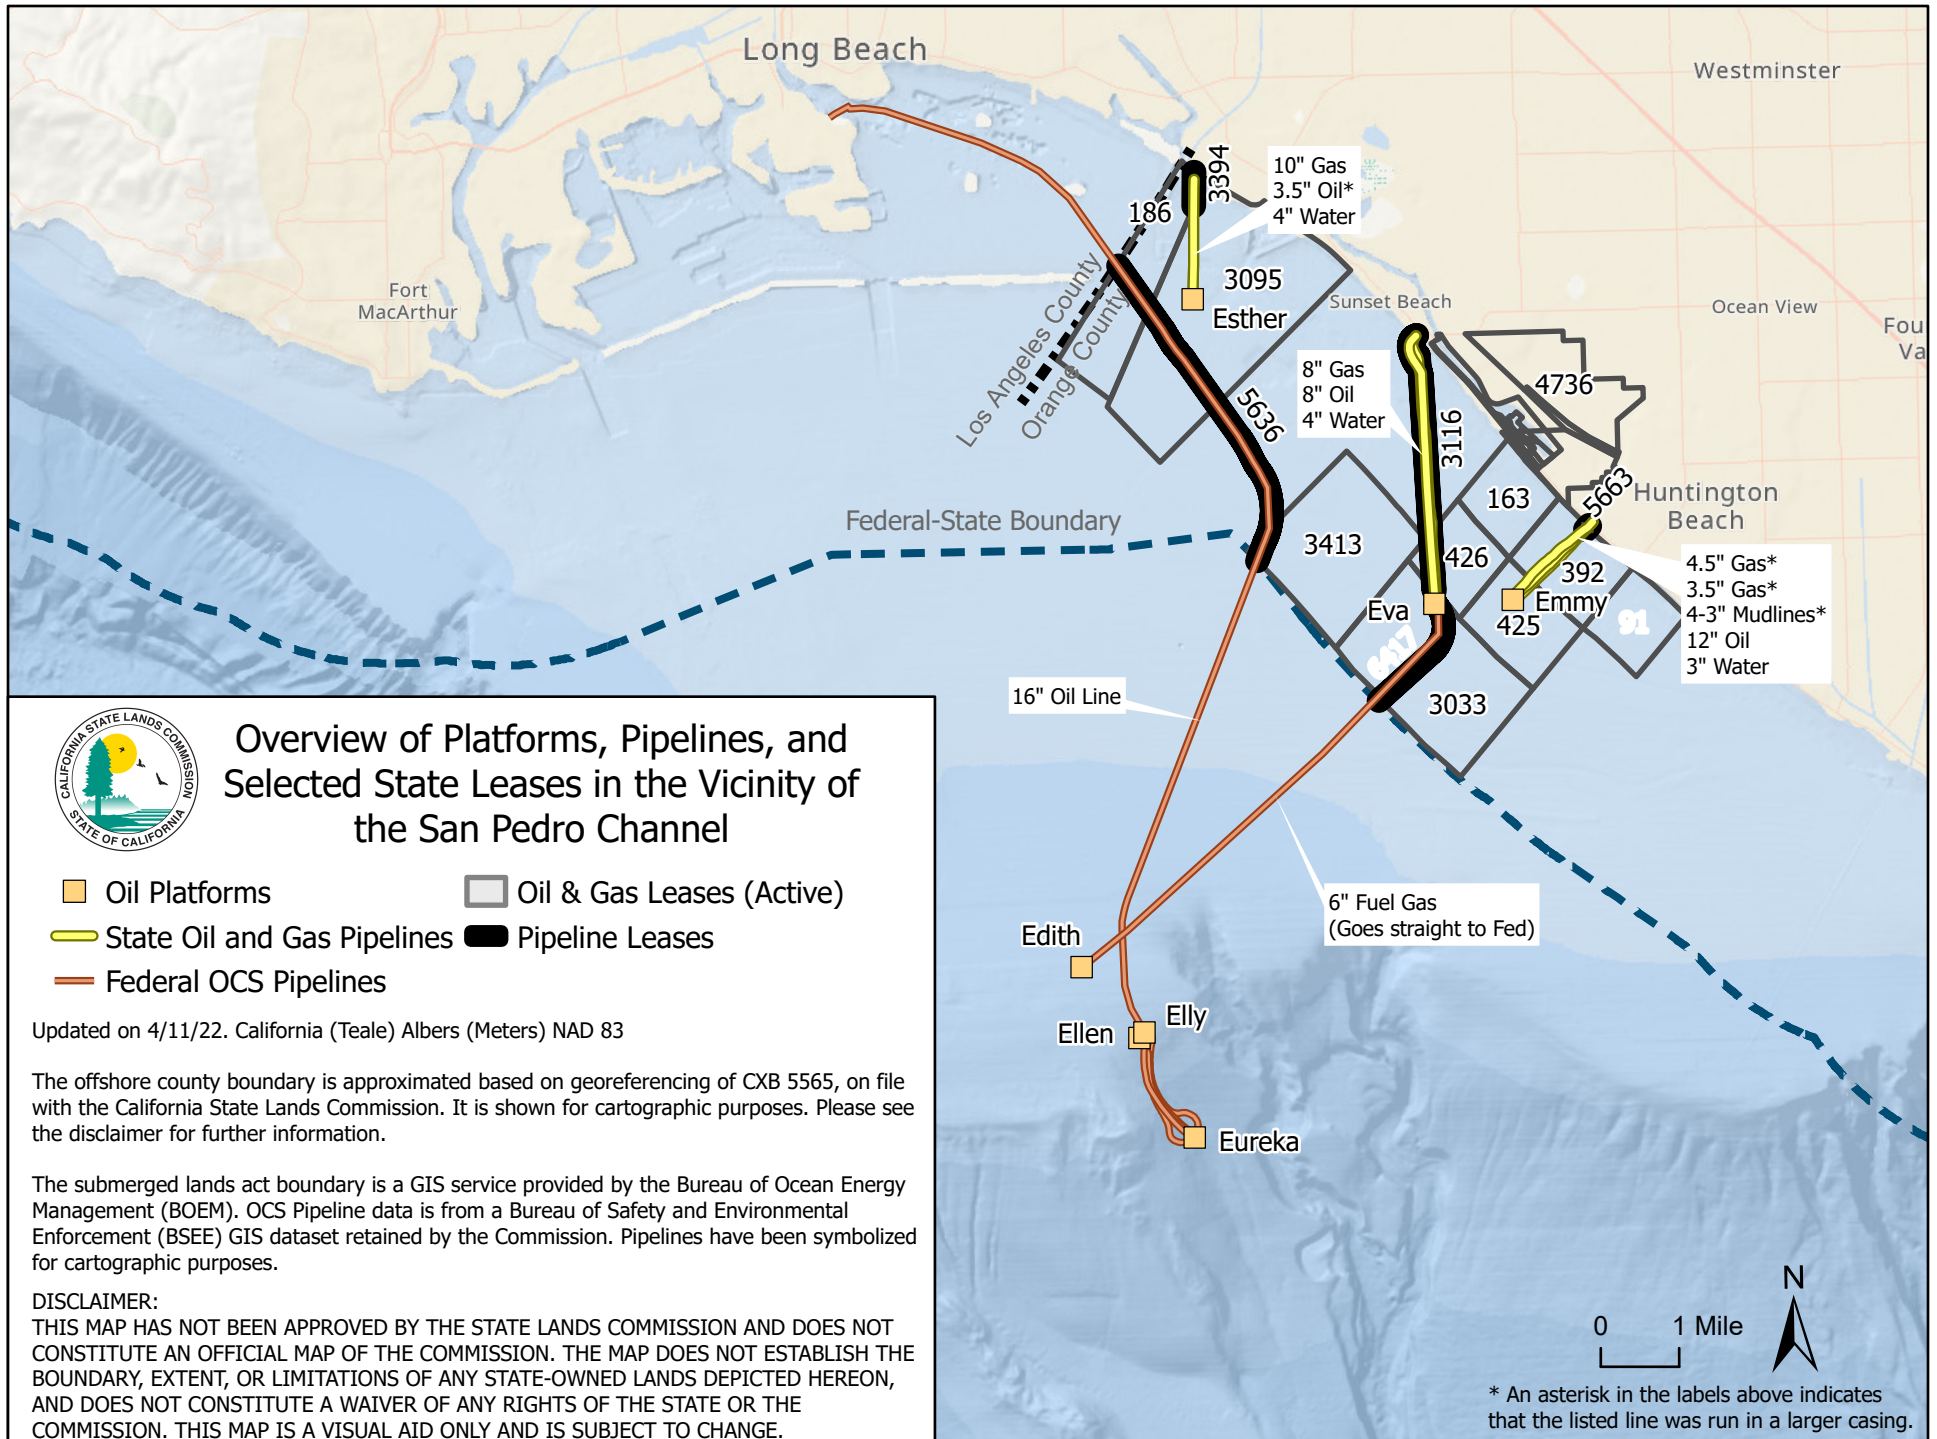 Long Beach
Westminster
Fort
MacArthur
Sunset Beach
Ocean View
Fou
Va
Huntington
Beach
Los Angeles County
Orange County
Federal-State Boundary
186
3394
10" Gas
3.5" Oil*
4" Water
3095
Esther
5636
8" Gas
8" Oil
4" Water
3116
4736
163
5663
3413
426
392
Emmy
425
91
Eva
6417
3033
4.5" Gas*
3.5" Gas*
4-3" Mudlines*
12" Oil
3" Water
16" Oil Line
6" Fuel Gas
(Goes straight to Fed)
Edith
Elly
Ellen
Eureka
CALIFORNIA STATE LANDS COMMISSION
STATE OF CALIFORNIA
Overview of Platforms, Pipelines, and
Selected State Leases in the Vicinity of
the San Pedro Channel
Oil Platforms
Oil & Gas Leases (Active)
State Oil and Gas Pipelines
Pipeline Leases
Federal OCS Pipelines
Updated on 4/11/22. California (Teale) Albers (Meters) NAD 83
The offshore county boundary is approximated based on georeferencing of CXB 5565, on file
with the California State Lands Commission. It is shown for cartographic purposes. Please see
the disclaimer for further information.
The submerged lands act boundary is a GIS service provided by the Bureau of Ocean Energy
Management (BOEM). OCS Pipeline data is from a Bureau of Safety and Environmental
Enforcement (BSEE) GIS dataset retained by the Commission. Pipelines have been symbolized
for cartographic purposes.
DISCLAIMER:
THIS MAP HAS NOT BEEN APPROVED BY THE STATE LANDS COMMISSION AND DOES NOT
CONSTITUTE AN OFFICIAL MAP OF THE COMMISSION. THE MAP DOES NOT ESTABLISH THE
BOUNDARY, EXTENT, OR LIMITATIONS OF ANY STATE-OWNED LANDS DEPICTED HEREON,
AND DOES NOT CONSTITUTE A WAIVER OF ANY RIGHTS OF THE STATE OR THE
COMMISSION. THIS MAP IS A VISUAL AID ONLY AND IS SUBJECT TO CHANGE.
N
0 1 Mile
* An asterisk in the labels above indicates
that the listed line was run in a larger casing.